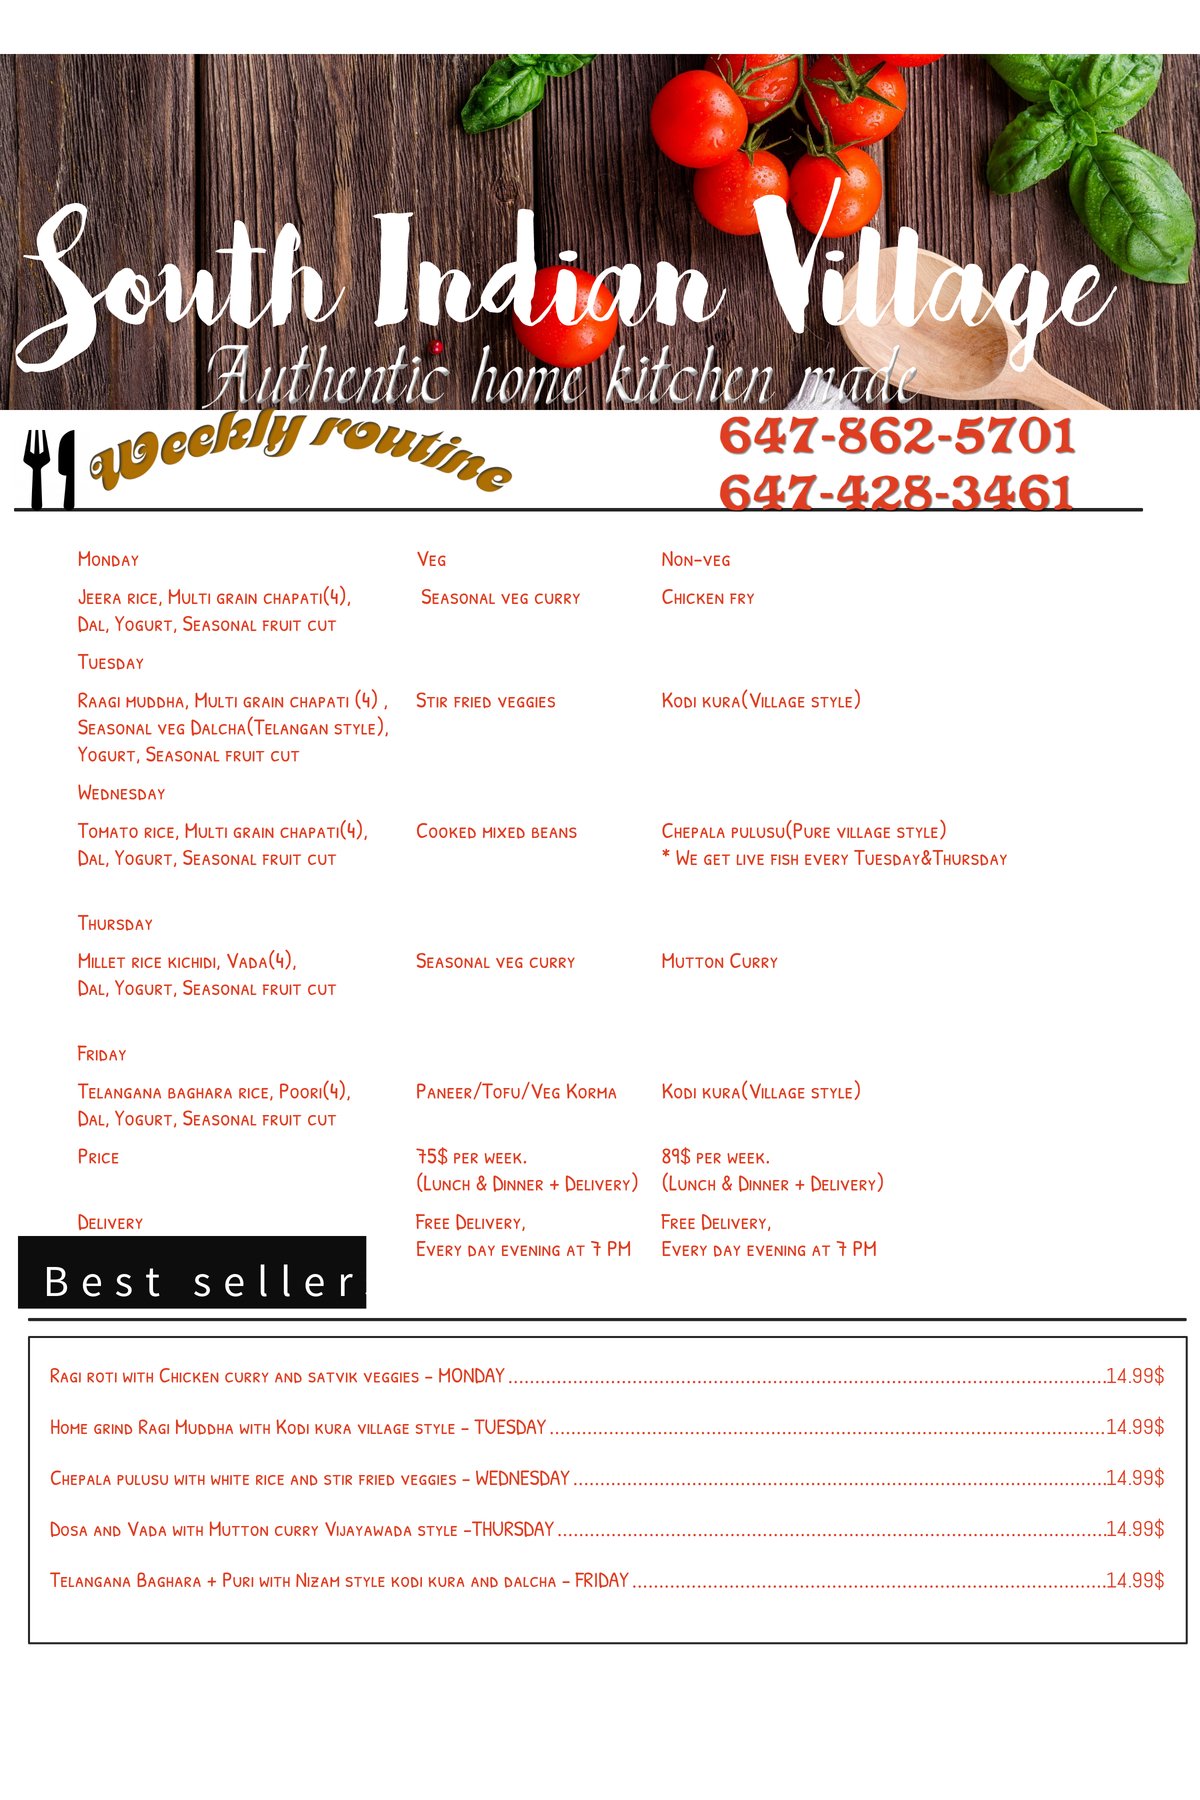 South Indian Village
Authentic home kitchen made
Weekly routine
647-862-5701
647-428-3461
Monday Veg Non-veg
Jeera rice, Multi grain chapati(4), Seasonal veg curry Chicken fry
Dal, Yogurt, Seasonal fruit cut
Tuesday
Raagi muddha, Multi grain chapati (4) , Stir fried veggies Kodi kura(Village style)
Seasonal veg Dalcha(Telangan style),
Yogurt, Seasonal fruit cut
Wednesday
Tomato rice, Multi grain chapati(4), Cooked mixed beans Chepala pulusu(Pure village style)
Dal, Yogurt, Seasonal fruit cut * We get live fish every Tuesday&Thursday
Thursday
Millet rice kichidi, Vada(4), Seasonal veg curry Mutton Curry
Dal, Yogurt, Seasonal fruit cut
Friday
Telangana baghara rice, Poori(4), Paneer/Tofu/Veg Korma Kodi kura(Village style)
Dal, Yogurt, Seasonal fruit cut
Price 75$ per week. 89$ per week.
(Lunch & Dinner + Delivery) (Lunch & Dinner + Delivery)
Delivery Free Delivery, Free Delivery,
Every day evening at 7 PM Every day evening at 7 PM
Best seller
Ragi roti with Chicken curry and satvik veggies - MONDAY 14.99$
Home grind Ragi Muddha with Kodi kura village style - TUESDAY 14.99$
Chepala pulusu with white rice and stir fried veggies - WEDNESDAY 14.99$
Dosa and Vada with Mutton curry Vijayawada style -THURSDAY 14.99$
Telangana Baghara + Puri with Nizam style kodi kura and dalcha - FRIDAY 14.99$